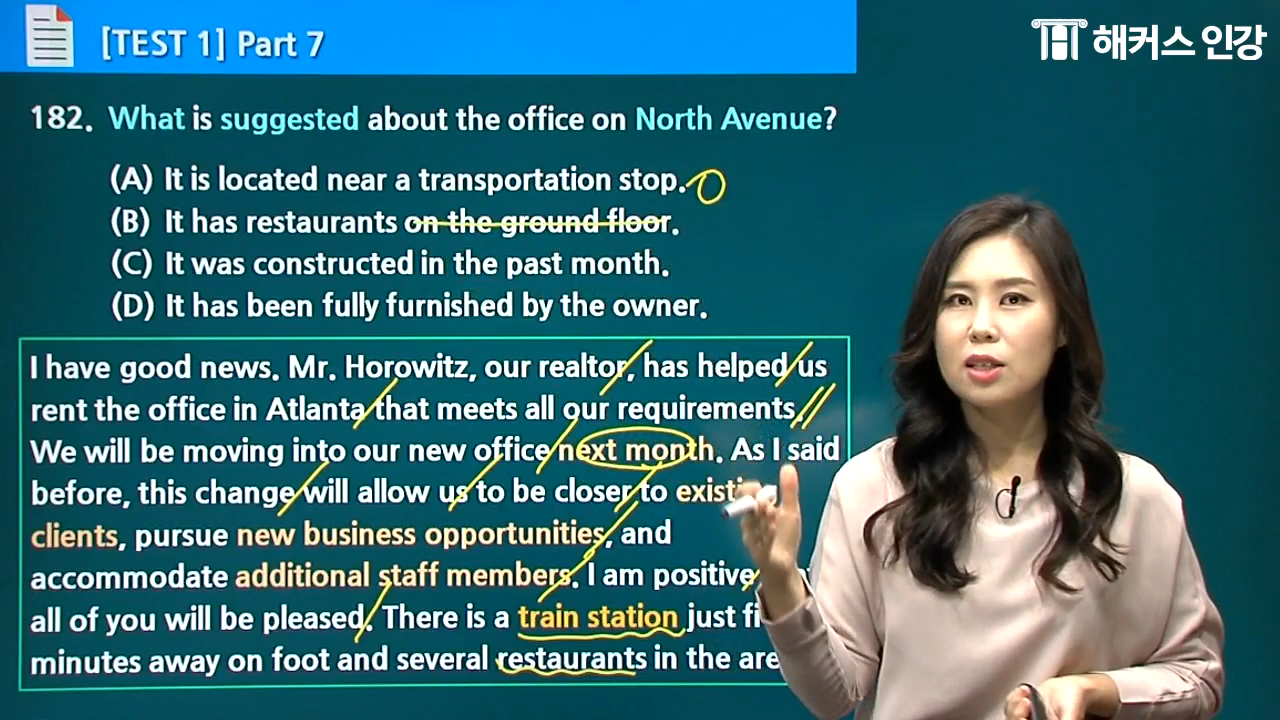 [TEST 1] Part 7
해커스 인강
182. What is suggested about the office on North Avenue?
(A) It is located near a transportation stop.
(B) It has restaurants on the ground floor.
(C) It was constructed in the past month.
(D) It has been fully furnished by the owner.
I have good news. Mr. Horowitz, our realtor, has helped us
rent the office in Atlanta that meets all our requirements.
We will be moving into our new office next month. As I said
before, this change will allow us to be closer to
clients, pursue new business opportunities, and
accommodate additional staff members. I am positive
all of you will be pleased. There is a train station just
minutes away on foot and several restaurants in the